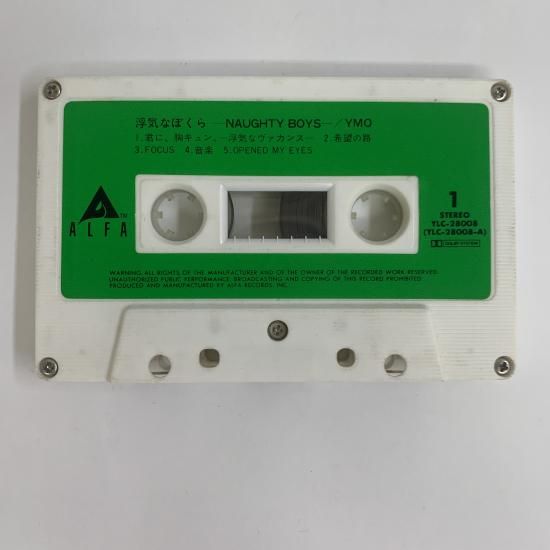 浮気なぼくら —NAUGHTY BOYS—/YMO
1.君に、胸キュン。—浮気なヴァカンス— 2.希望の路
3.FOCUS 4.音楽 5.OPENED MY EYES
ALFA™
1
STEREO
YLC-28008
(YLC-28008-A)
DOLBY SYSTEM
WARNING. ALL RIGHTS OF THE MANUFACTURER AND OF THE OWNER OF THE RECORDED WORK RESERVED.
UNAUTHORIZED PUBLIC PERFORMANCE. BROADCASTING AND COPYING OF THIS RECORD PROHIBITED
PRODUCED AND MANUFACTURED BY ALFA RECORDS, INC.